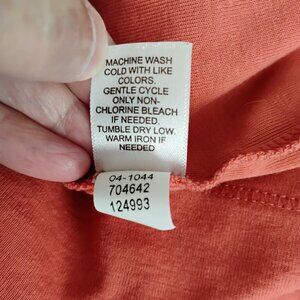 MACHINE WASH
COLD WITH LIKE
COLORS.
GENTLE CYCLE
ONLY NON-
CHLORINE BLEACH
IF NEEDED.
TUMBLE DRY LOW.
WARM IRON IF
NEEDED
04-1044
704642
124993